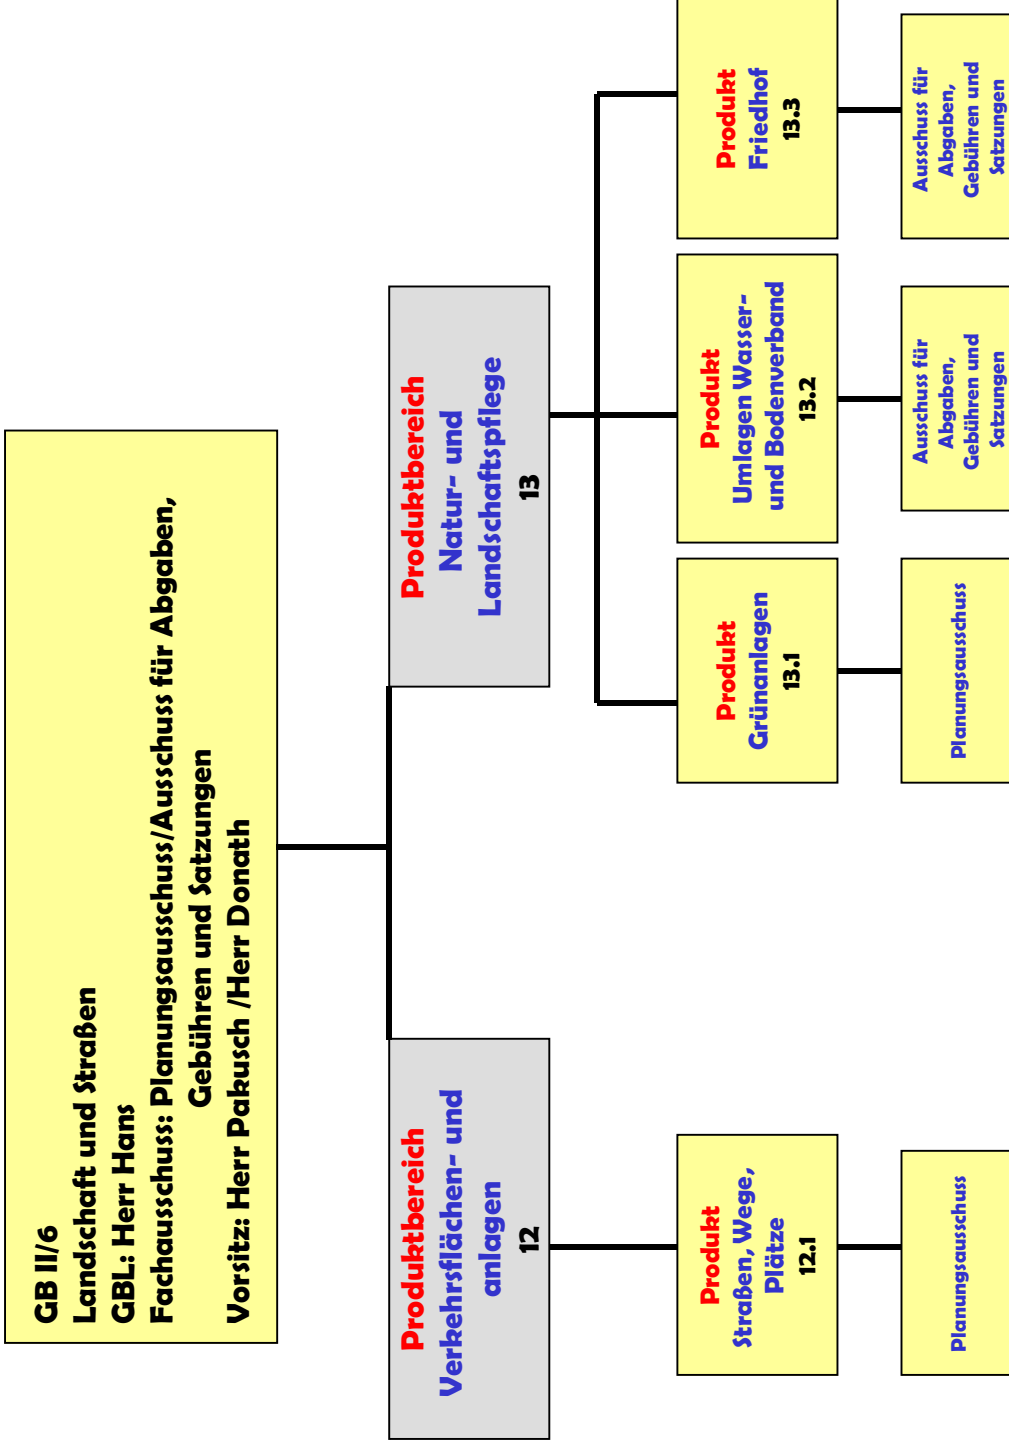 GB II/6
Landschaft und Straßen
GBL: Herr Hans
Fachausschuss: Planungsausschuss/Ausschuss für Abgaben,
Gebühren und Satzungen
Vorsitz: Herr Pakusch /Herr Donath
Produktbereich
Verkehrsflächen- und
anlagen
12
Produktbereich
Natur- und
Landschaftspflege
13
Produkt
Straßen, Wege,
Plätze
12.1
Produkt
Grünanlagen
13.1
Produkt
Umlagen Wasser-
und Bodenverband
13.2
Produkt
Friedhof
13.3
Planungsausschuss
Planungsausschuss
Ausschuss für
Abgaben,
Gebühren und
Satzungen
Ausschuss für
Abgaben,
Gebühren und
Satzungen